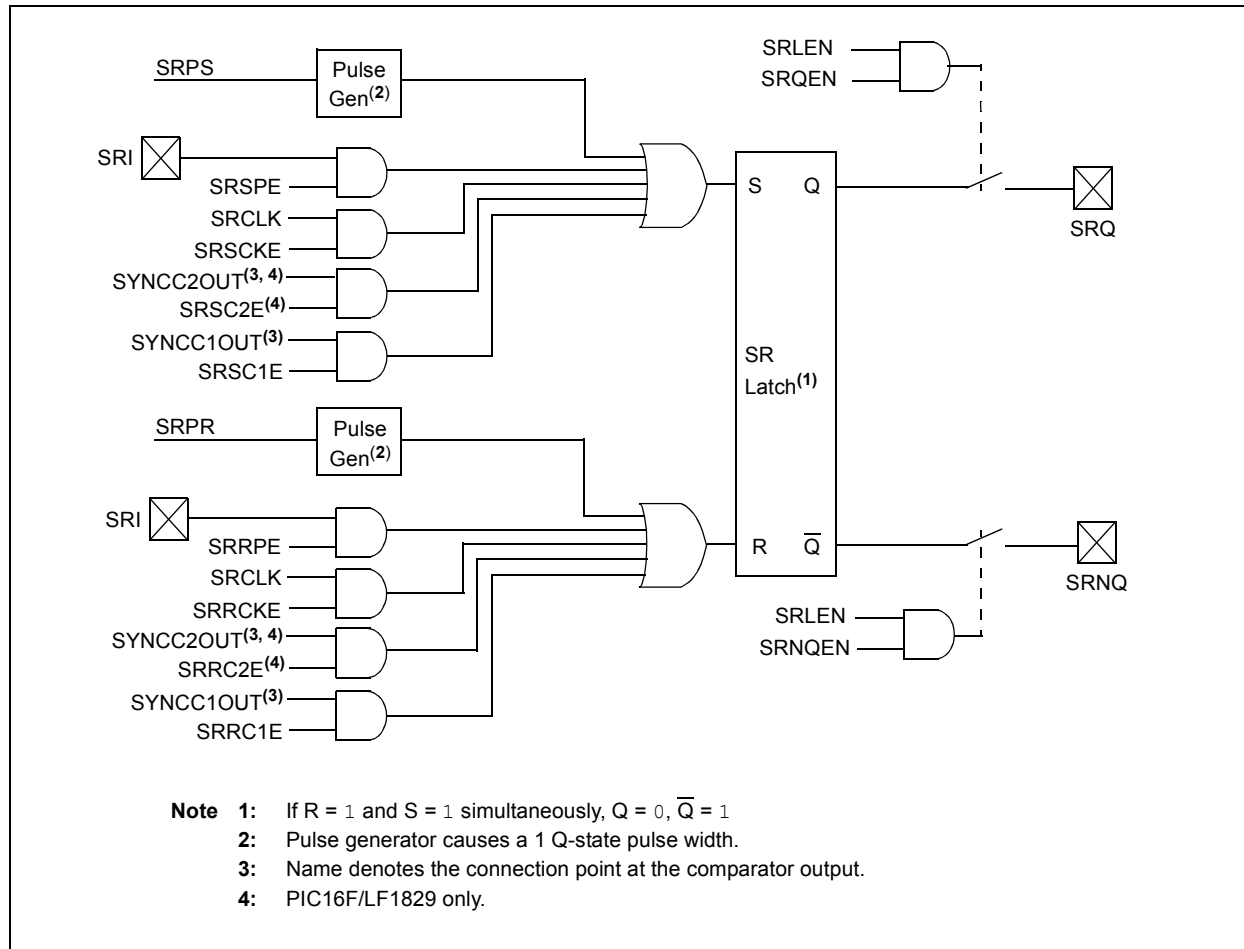 SRPS
Pulse
Gen(2)
SRI
SRSPE
SRCLK
SRSCKE
SYNCC2OUT(3, 4)
SRSC2E(4)
SYNCC1OUT(3)
SRSC1E
SRPR
Pulse
Gen(2)
SRI
SRRPE
SRCLK
SRRCKE
SYNCC2OUT(3, 4)
SRRC2E(4)
SYNCC1OUT(3)
SRRC1E
S Q
SR
Latch(1)
R Q̅
SRLEN
SRQEN
SRQ
SRNQ
SRLEN
SRNQEN
Note 1: If R = 1 and S = 1 simultaneously, Q = 0, Q̅ = 1
2: Pulse generator causes a 1 Q-state pulse width.
3: Name denotes the connection point at the comparator output.
4: PIC16F/LF1829 only.